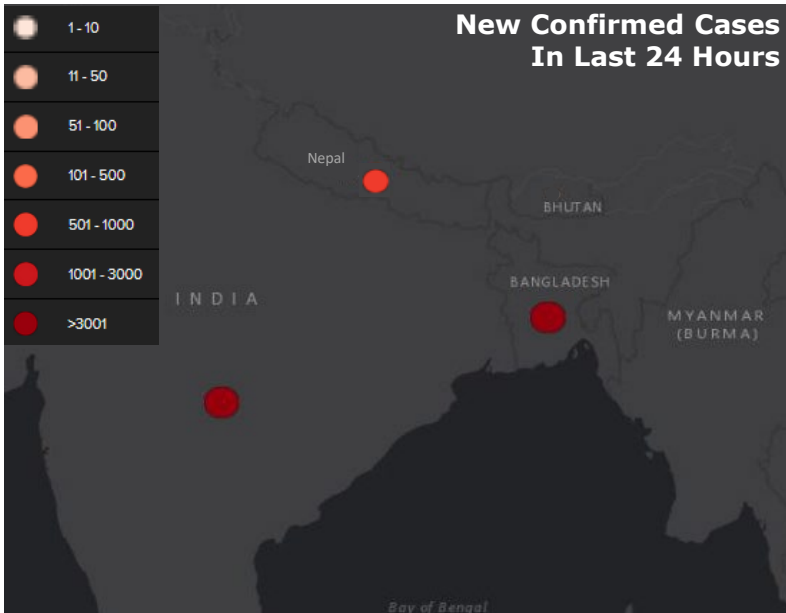 New Confirmed Cases
In Last 24 Hours
1 - 10
11 - 50
51 - 100
101 - 500
501 - 1000
1001 - 3000
>3001
Nepal
BHUTAN
BANGLADESH
INDIA
MYANMAR
(BURMA)
Bay of Bengal